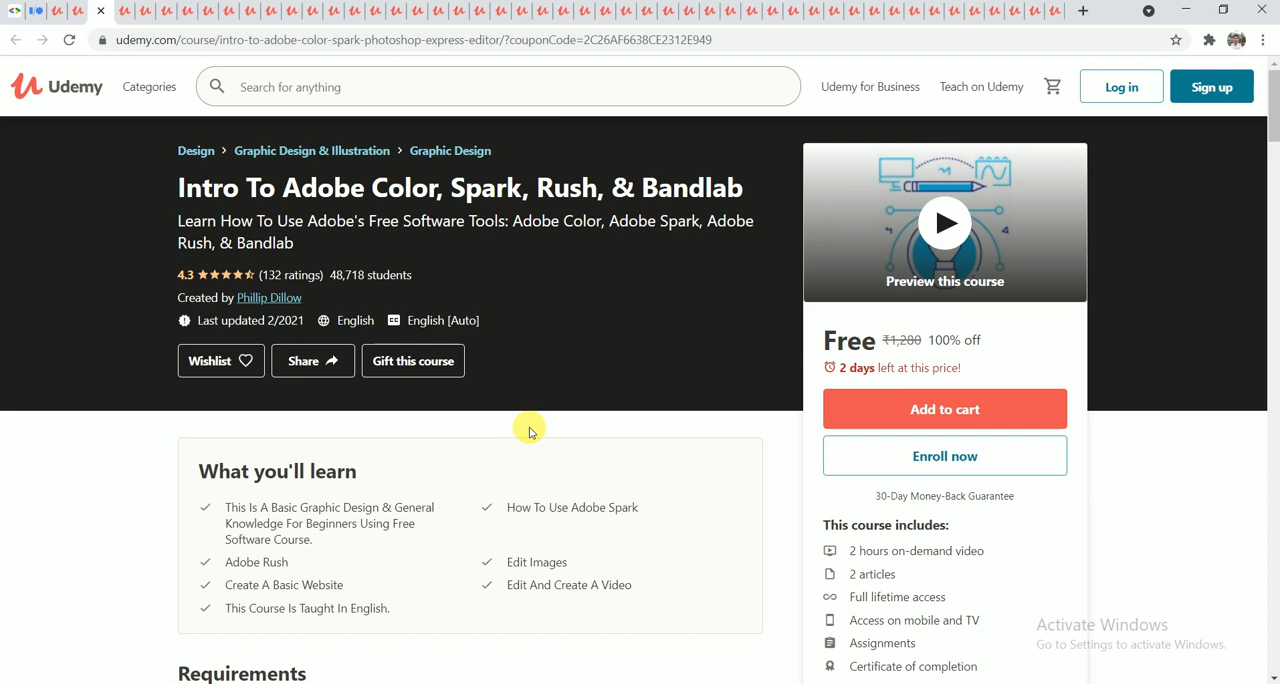 udemy.com/course/intro-to-adobe-color-spark-photoshop-express-editor/?couponCode=2C26AF6638CE2312E949
Udemy
Categories
Search for anything
Udemy for Business
Teach on Udemy
Log in
Sign up
Design › Graphic Design & Illustration › Graphic Design
Intro To Adobe Color, Spark, Rush, & Bandlab
Learn How To Use Adobe's Free Software Tools: Adobe Color, Adobe Spark, Adobe
Rush, & Bandlab
4.3 (132 ratings) 48,718 students
Created by Phillip Dillow
Last updated 2/2021 English CC English [Auto]
Wishlist
Share
Gift this course
Preview this course
Free ₹1,280 100% off
2 days left at this price!
Add to cart
Enroll now
30-Day Money-Back Guarantee
This course includes:
2 hours on-demand video
2 articles
Full lifetime access
Access on mobile and TV
Assignments
Certificate of completion
What you'll learn
This Is A Basic Graphic Design & General
Knowledge For Beginners Using Free
Software Course.
How To Use Adobe Spark
Adobe Rush
Edit Images
Create A Basic Website
Edit And Create A Video
This Course Is Taught In English.
Requirements
Activate Windows
Go to Settings to activate Windows.